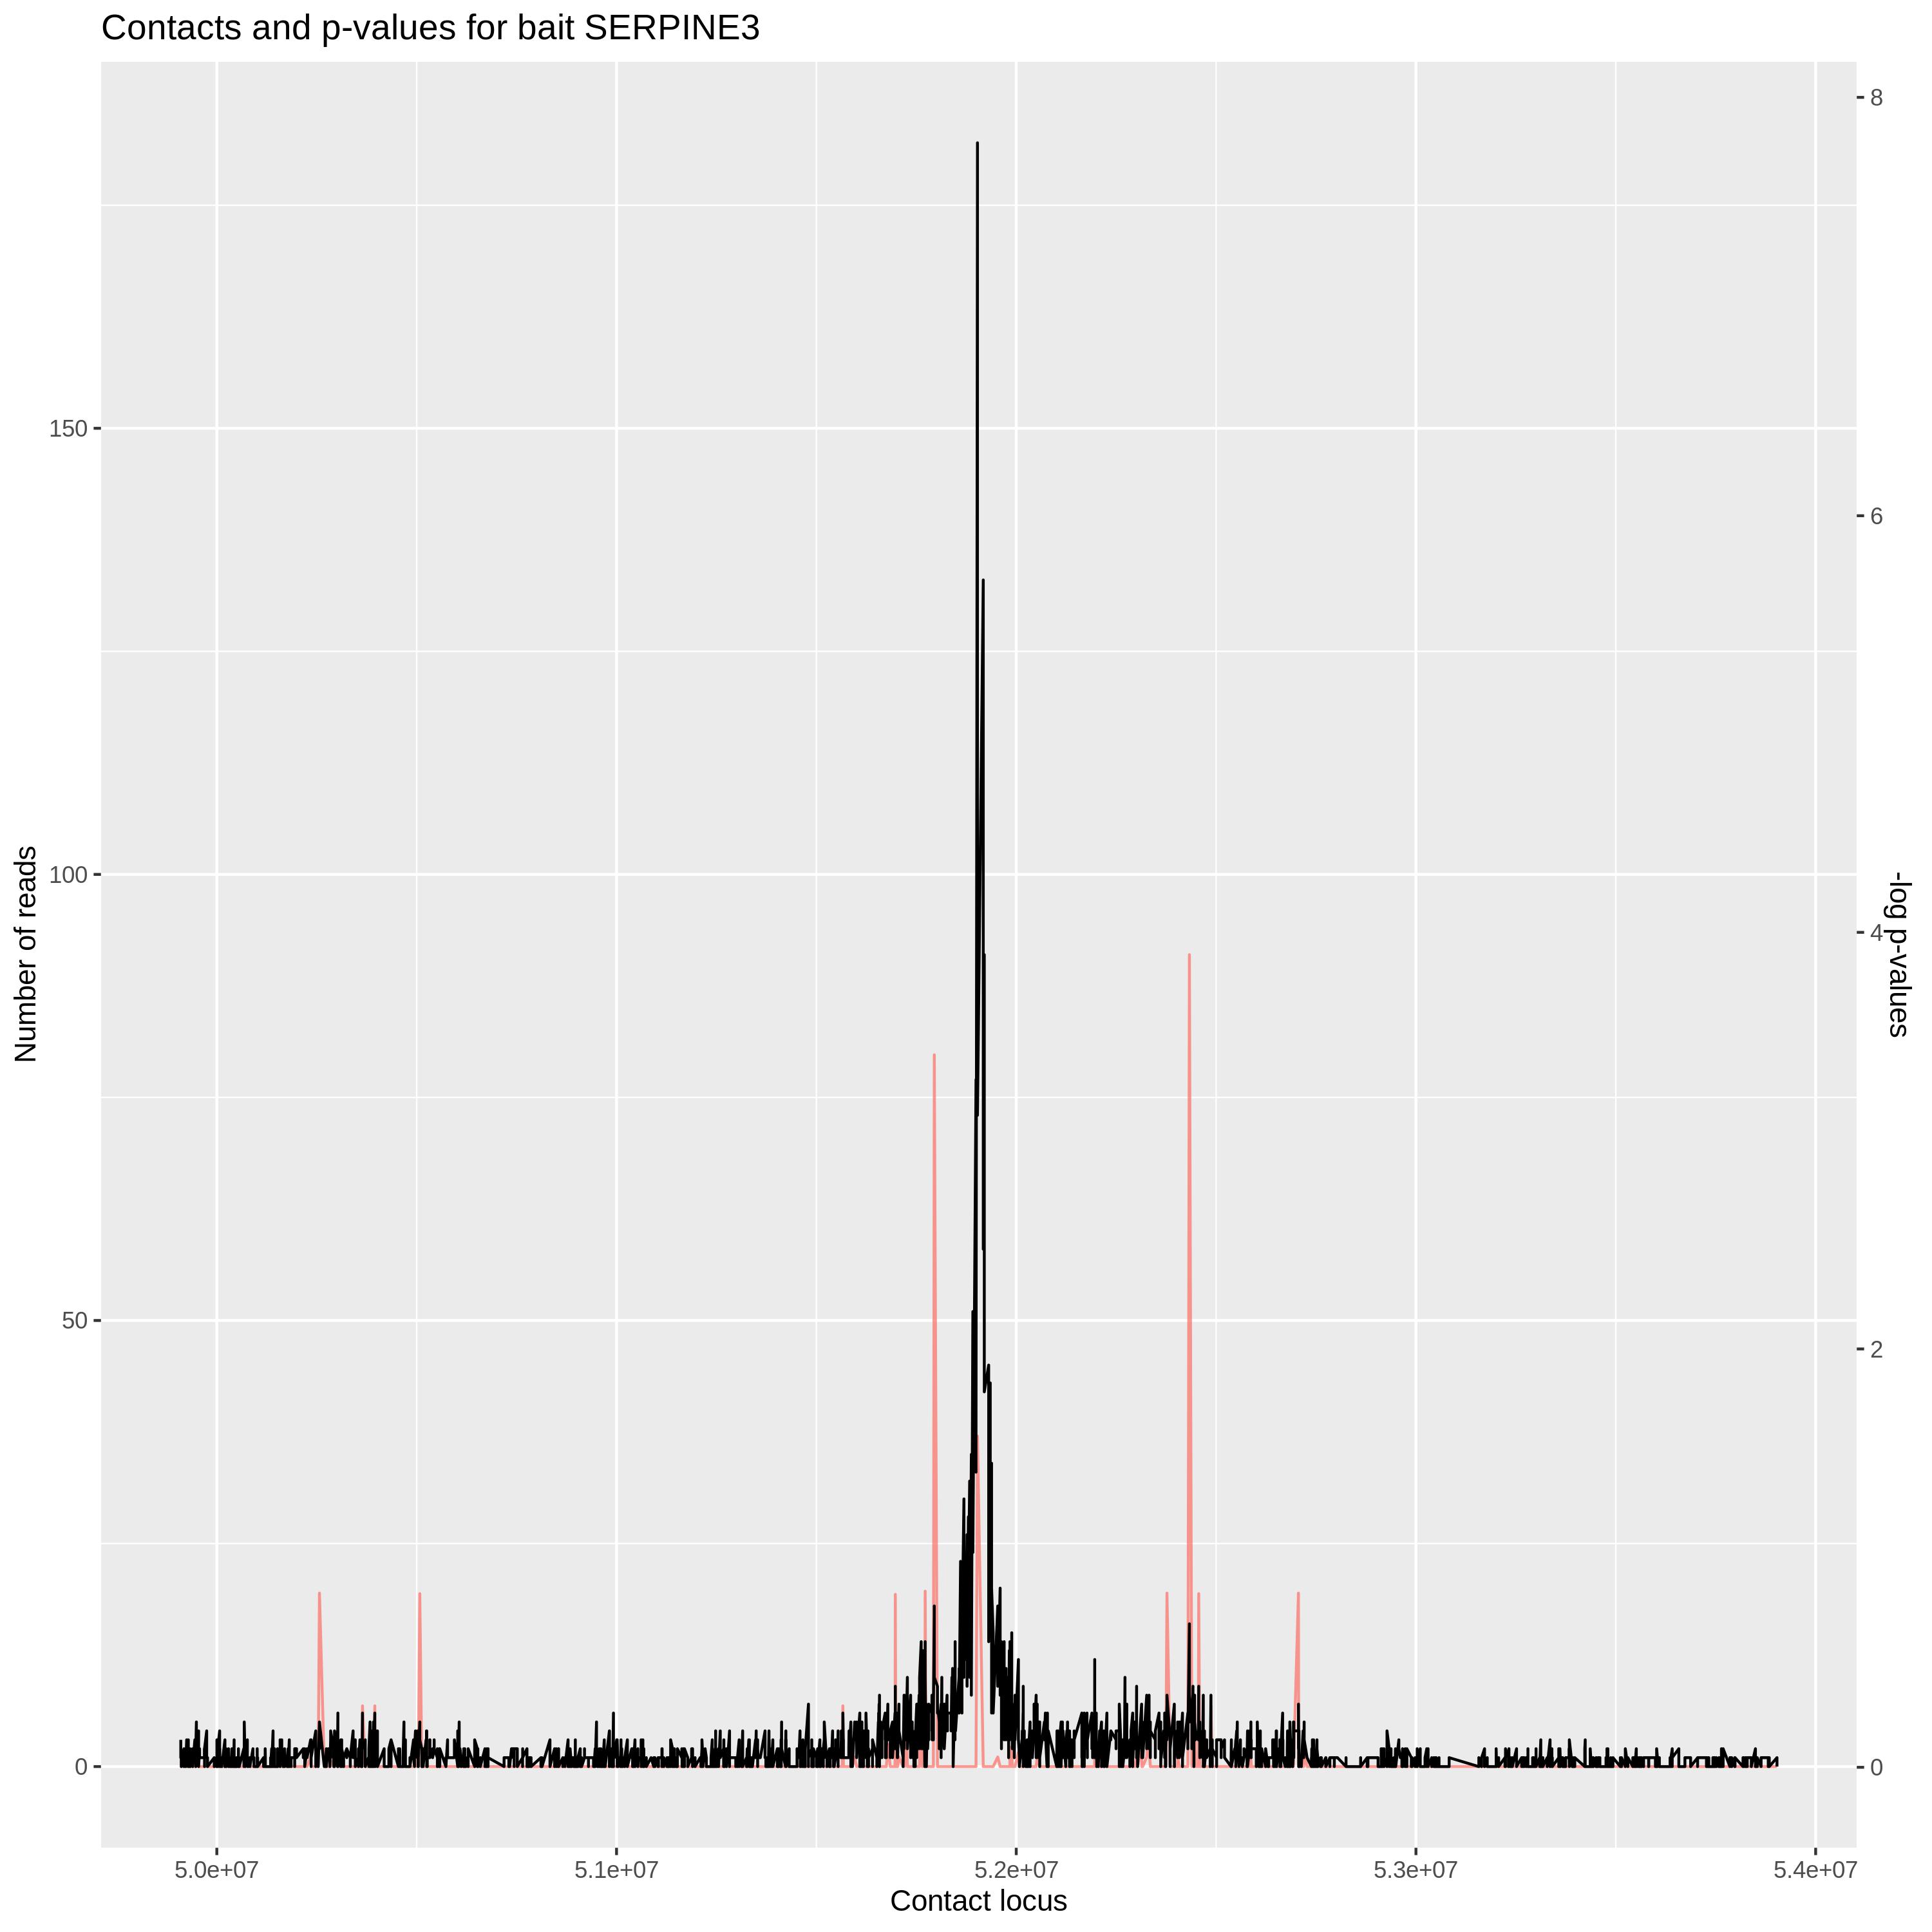 Contacts and p-values for bait SERPINE3
8
150
6
100
4
50
2
0
0
Number of reads
-log p-values
5.0e+07
5.1e+07
5.2e+07
5.3e+07
5.4e+07
Contact locus